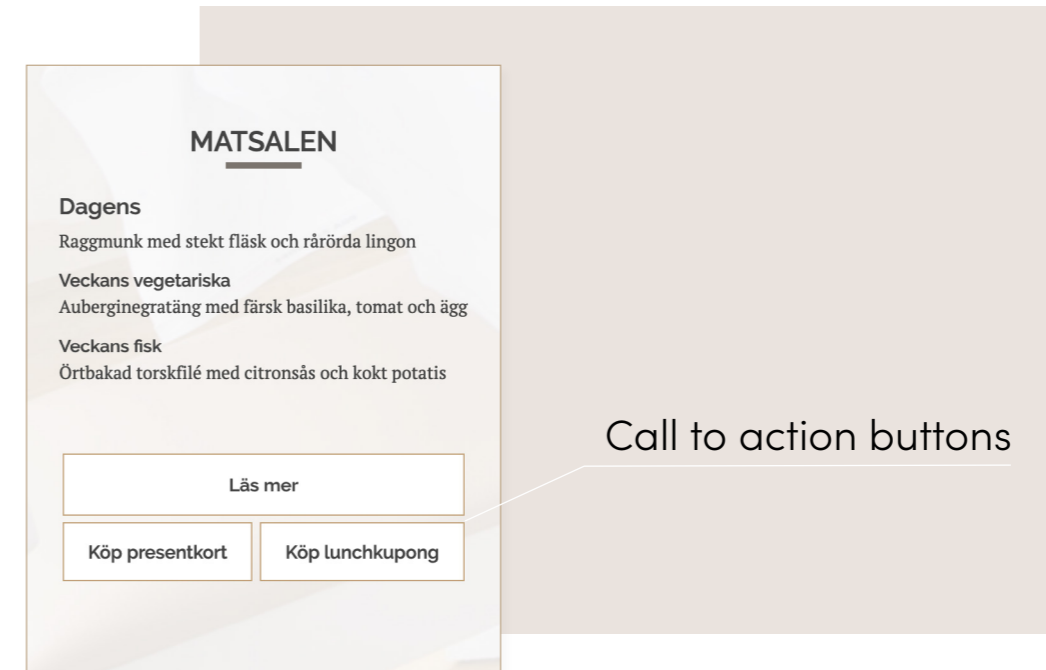 MATSALEN
Dagens
Raggmunk med stekt fläsk och rårörda lingon
Veckans vegetariska
Auberginegratäng med färsk basilika, tomat och ägg
Veckans fisk
Örtbakad torskfilé med citronsås och kokt potatis
Call to action buttons
Läs mer
Köp presentkort
Köp lunchkupong